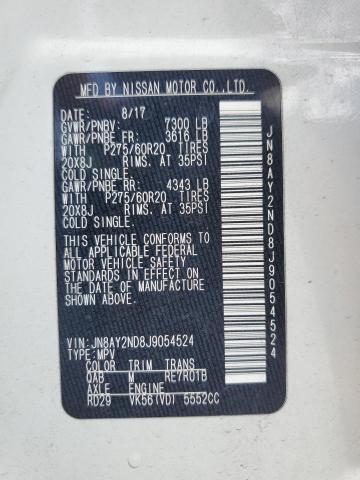 MFD BY NISSAN MOTOR CO.,LTD.
DATE: 8/17
GVWR/PNBV: 7300 LB
GAWR/PNBE FR: 3616 LB
WITH P275/60R20 TIRES
20X8J RIMS. AT 35PSI
COLD SINGLE.
GAWR/PNBE RR: 4343 LB
WITH P275/60R20 TIRES
20X8J RIMS. AT 35PSI
COLD SINGLE.
THIS VEHICLE CONFORMS TO
ALL APPLICABLE FEDERAL
MOTOR VEHICLE SAFETY
STANDARDS IN EFFECT ON
THE DATE OF MANUFACTURE
SHOWN ABOVE.
VIN: JN8AY2ND8J9054524
TYPE: MPV
COLOR TRIM TRANS
QAB M RE7R01B
AXLE ENGINE
RD29 VK56(VD) 5552CC
JN8AY2ND8J9054524